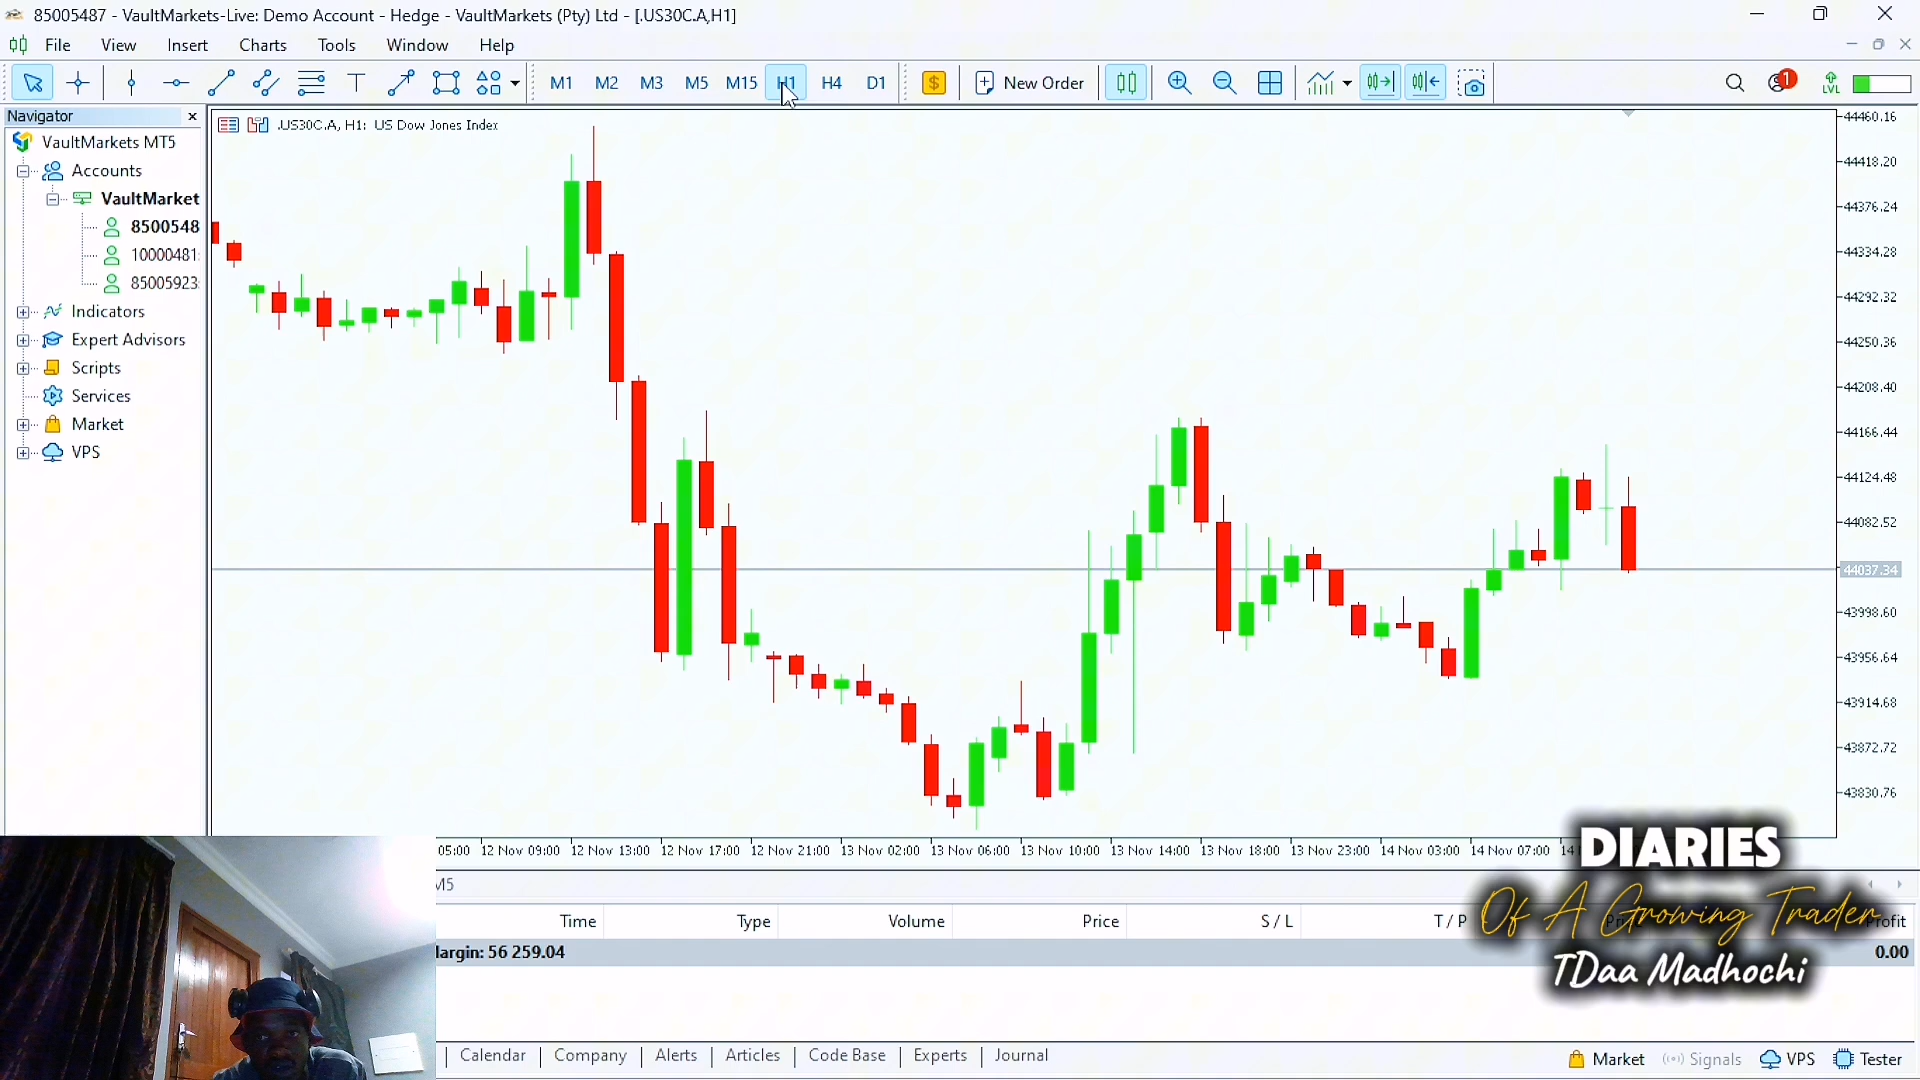 85005487 - VaultMarkets-Live: Demo Account - Hedge - VaultMarkets (Pty) Ltd - [.US30C.A,H1]
File View Insert Charts Tools Window Help
M1 M2 M3 M5 M15 H1 H4 D1 New Order 1 LVL
Navigator
VaultMarkets MT5
Accounts
VaultMarket
8500548
10000481
85005923
Indicators
Expert Advisors
Scripts
Services
Market
VPS
.US30C.A, H1: US Dow Jones Index
44460.16
44418.20
44376.24
44334.28
44292.32
44250.36
44208.40
44166.44
44124.48
44082.52
44037.34
43998.60
43956.64
43914.68
43872.72
43830.76
05:00 12 Nov 09:00 12 Nov 13:00 12 Nov 17:00 12 Nov 21:00 13 Nov 02:00 13 Nov 06:00 13 Nov 10:00 13 Nov 14:00 13 Nov 18:00 13 Nov 23:00 14 Nov 03:00 14 Nov 07:00
M5
Time Type Volume Price S / L T / P
argin: 56 259.04 0.00
DIARIES
Of A Growing Trader
TDaa Madhochi
Calendar Company Alerts Articles Code Base Experts Journal
Market Signals VPS Tester